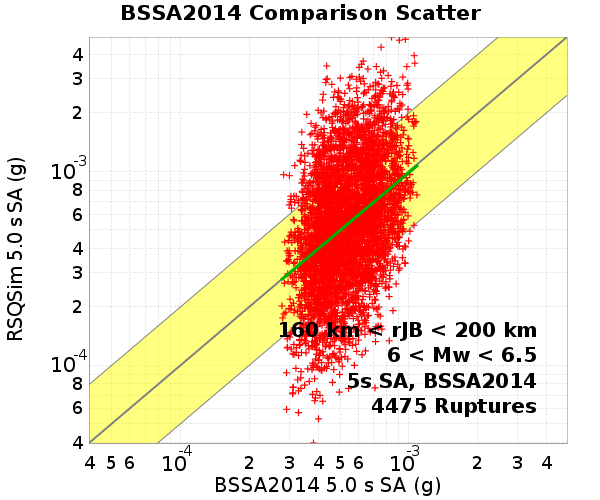 BSSA2014 Comparison Scatter
RSQSim 5.0 s SA (g)
4
3
2
10-3
8
6
4
3
2
10-4
8
6
4
160 km < rJB < 200 km
6 < Mw < 6.5
5s SA, BSSA2014
4475 Ruptures
4 5 6 10-4 2 3 4 5 6 10-3 2 3 4
BSSA2014 5.0 s SA (g)